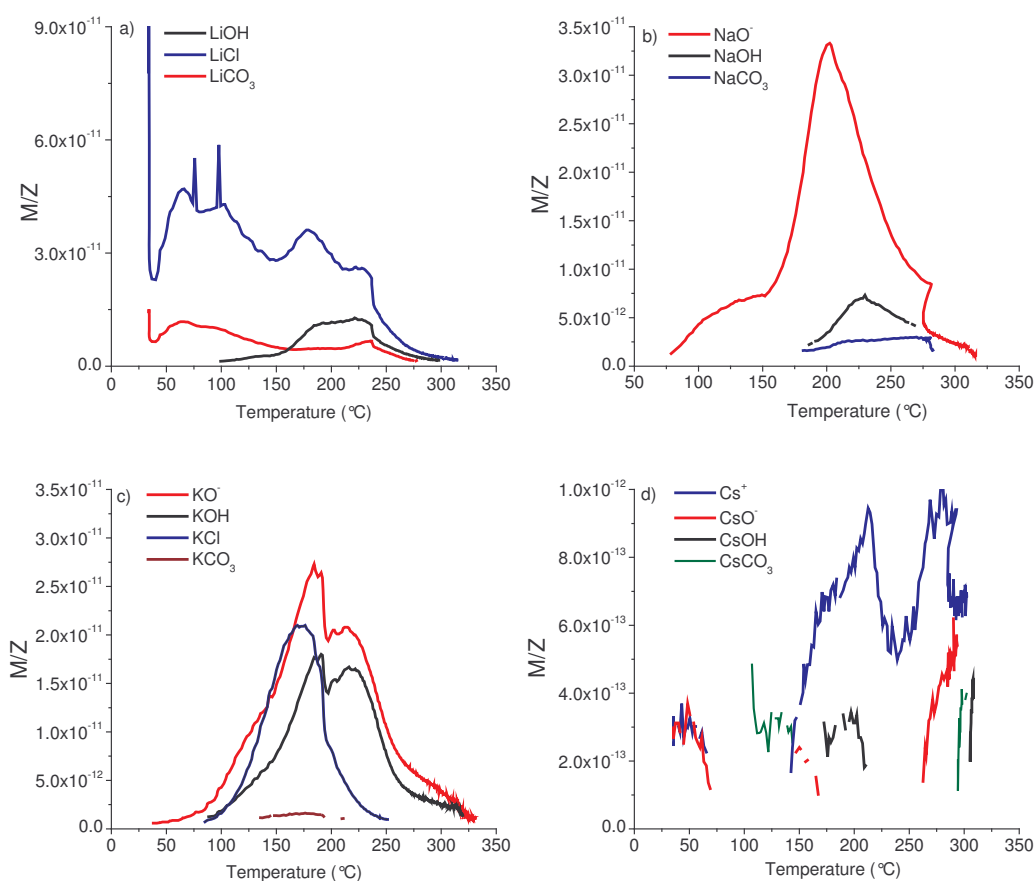 a)
LiOH
LiCl
LiCO₃
9.0x10⁻¹¹
6.0x10⁻¹¹
3.0x10⁻¹¹
0.0
M/Z
0 50 100 150 200 250 300 350
Temperature (°C)
b)
NaO⁻
NaOH
NaCO₃
3.5x10⁻¹¹
3.0x10⁻¹¹
2.5x10⁻¹¹
2.0x10⁻¹¹
1.5x10⁻¹¹
1.0x10⁻¹¹
5.0x10⁻¹²
0.0
M/Z
50 100 150 200 250 300 350
Temperature (°C)
c)
KO⁻
KOH
KCl
KCO₃
3.5x10⁻¹¹
3.0x10⁻¹¹
2.5x10⁻¹¹
2.0x10⁻¹¹
1.5x10⁻¹¹
1.0x10⁻¹¹
5.0x10⁻¹²
0.0
M/Z
0 50 100 150 200 250 300 350
Temperature (°C)
d)
Cs⁺
CsO⁻
CsOH
CsCO₃
1.0x10⁻¹²
8.0x10⁻¹³
6.0x10⁻¹³
4.0x10⁻¹³
2.0x10⁻¹³
0.0
M/Z
0 50 100 150 200 250 300 350
Temperature (°C)